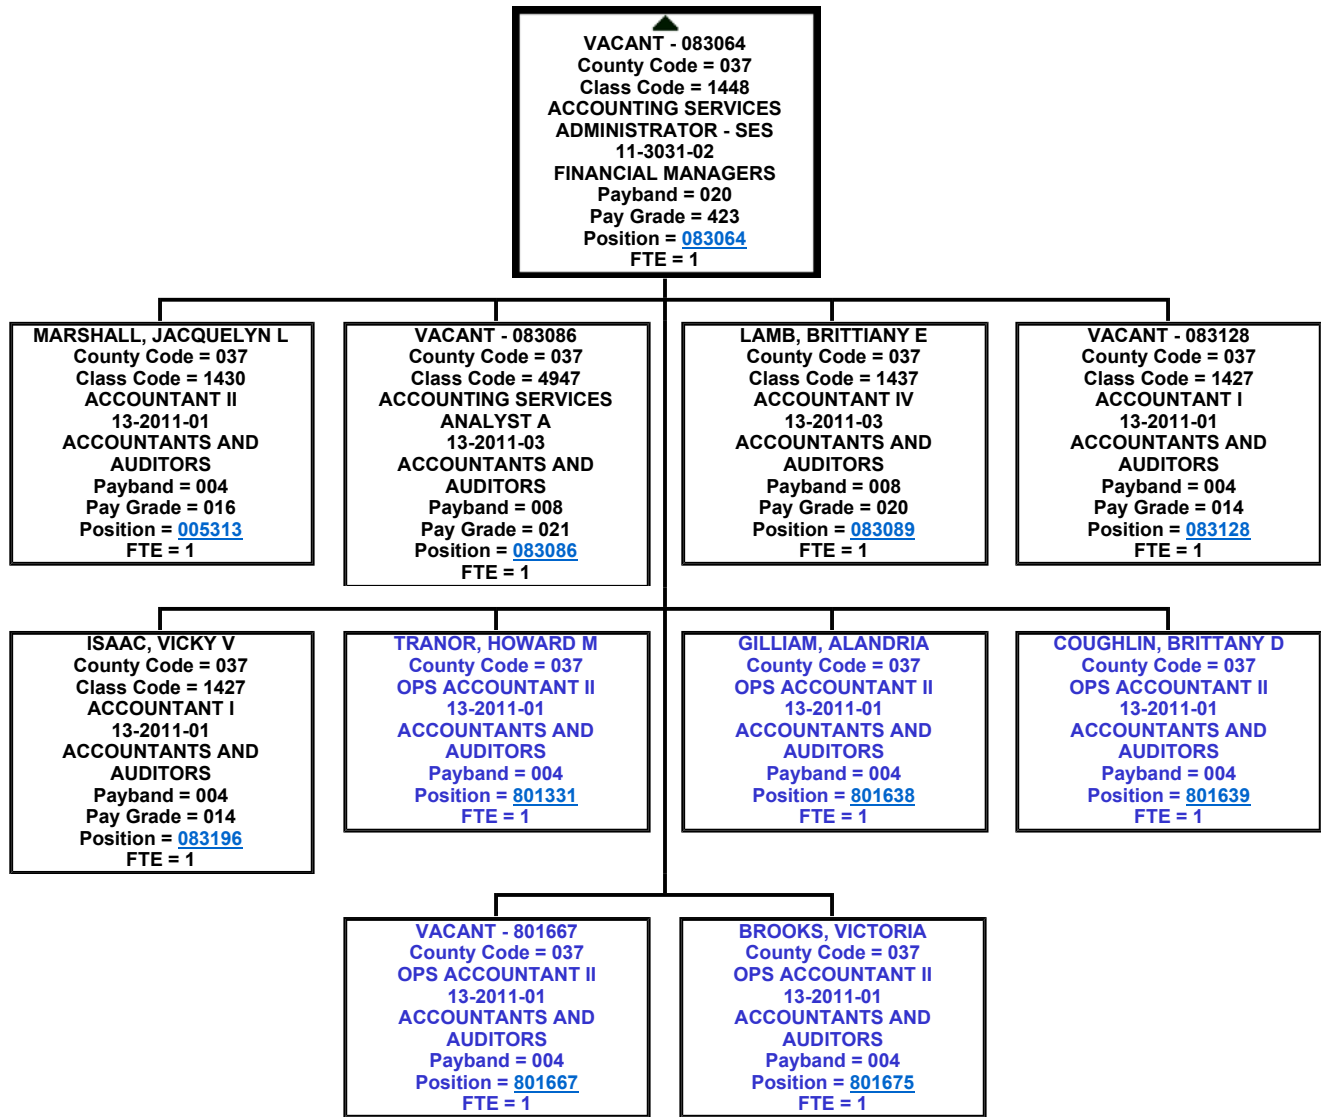 VACANT - 083064
County Code = 037
Class Code = 1448
ACCOUNTING SERVICES
ADMINISTRATOR - SES
11-3031-02
FINANCIAL MANAGERS
Payband = 020
Pay Grade = 423
Position = 083064
FTE = 1
MARSHALL, JACQUELYN L
County Code = 037
Class Code = 1430
ACCOUNTANT II
13-2011-01
ACCOUNTANTS AND
AUDITORS
Payband = 004
Pay Grade = 016
Position = 005313
FTE = 1
VACANT - 083086
County Code = 037
Class Code = 4947
ACCOUNTING SERVICES
ANALYST A
13-2011-03
ACCOUNTANTS AND
AUDITORS
Payband = 008
Pay Grade = 021
Position = 083086
FTE = 1
LAMB, BRITTIANY E
County Code = 037
Class Code = 1437
ACCOUNTANT IV
13-2011-03
ACCOUNTANTS AND
AUDITORS
Payband = 008
Pay Grade = 020
Position = 083089
FTE = 1
VACANT - 083128
County Code = 037
Class Code = 1427
ACCOUNTANT I
13-2011-01
ACCOUNTANTS AND
AUDITORS
Payband = 004
Pay Grade = 014
Position = 083128
FTE = 1
ISAAC, VICKY V
County Code = 037
Class Code = 1427
ACCOUNTANT I
13-2011-01
ACCOUNTANTS AND
AUDITORS
Payband = 004
Pay Grade = 014
Position = 083196
FTE = 1
TRANOR, HOWARD M
County Code = 037
OPS ACCOUNTANT II
13-2011-01
ACCOUNTANTS AND
AUDITORS
Payband = 004
Position = 801331
FTE = 1
GILLIAM, ALANDRIA
County Code = 037
OPS ACCOUNTANT II
13-2011-01
ACCOUNTANTS AND
AUDITORS
Payband = 004
Position = 801638
FTE = 1
COUGHLIN, BRITTANY D
County Code = 037
OPS ACCOUNTANT II
13-2011-01
ACCOUNTANTS AND
AUDITORS
Payband = 004
Position = 801639
FTE = 1
VACANT - 801667
County Code = 037
OPS ACCOUNTANT II
13-2011-01
ACCOUNTANTS AND
AUDITORS
Payband = 004
Position = 801667
FTE = 1
BROOKS, VICTORIA
County Code = 037
OPS ACCOUNTANT II
13-2011-01
ACCOUNTANTS AND
AUDITORS
Payband = 004
Position = 801675
FTE = 1